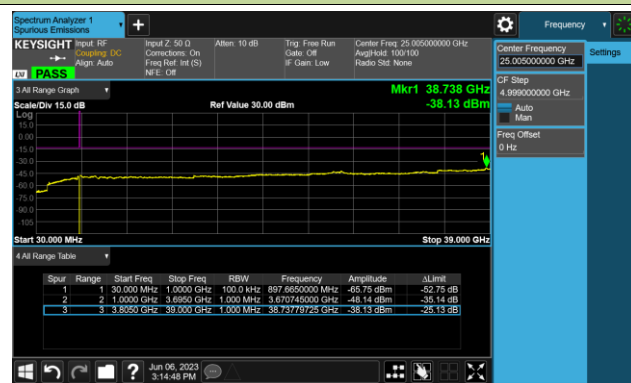 Spectrum Analyzer 1
Spurious Emissions
Frequency
KEYSIGHT
Input: RF
Coupling: DC
Align: Auto
Input Z: 50 Ω
Corrections: On
Freq Ref: Int (S)
NFE: Off
Atten: 10 dB
Trig: Free Run
Gate: Off
IF Gain: Low
Center Freq: 25.005000000 GHz
Avg|Hold: 100/100
Radio Std: None
LXI PASS
Center Frequency
25.005000000 GHz
Settings
CF Step
4.999000000 GHz
Auto
Man
Freq Offset
0 Hz
3 All Range Graph
Mkr1 38.738 GHz
Scale/Div 15.0 dB
Ref Value 30.00 dBm
-38.13 dBm
Log
15.0
0.00
-15.0
-30.0
-45.0
-60.0
-75.0
-90.0
-105
1
Start 30.000 MHz
Stop 39.000 GHz
4 All Range Table
Spur Range Start Freq Stop Freq RBW Frequency Amplitude ΔLimit
1 1 30.000 MHz 1.0000 GHz 100.0 kHz 897.6650000 MHz -65.75 dBm -52.75 dB
2 2 1.0000 GHz 3.6950 GHz 1.000 MHz 3.670745000 GHz -48.14 dBm -35.14 dB
3 3 3.8050 GHz 39.000 GHz 1.000 MHz 38.73779725 GHz -38.13 dBm -25.13 dB
?
Jun 06, 2023
3:14:48 PM